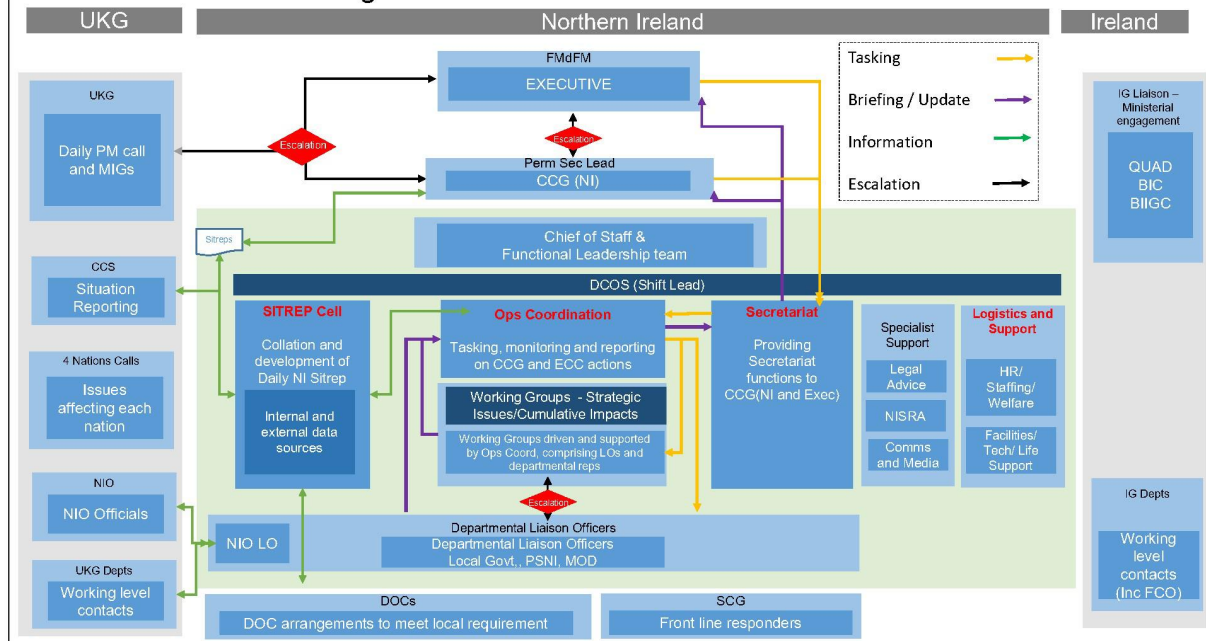 UKG
Northern Ireland
Ireland
UKG
Daily PM call
and MIGs
CCS
Situation
Reporting
4 Nations Calls
Issues
affecting each
nation
NIO
NIO Officials
UKG Depts
Working level
contacts
FMdFM
EXECUTIVE
Escalation
Escalation
Perm Sec Lead
CCG (NI)
Tasking
Briefing / Update
Information
Escalation
Sitreps
Chief of Staff &
Functional Leadership team
DCOS (Shift Lead)
SITREP Cell
Collation and
development of
Daily NI Sitrep
Internal and
external data
sources
Ops Coordination
Tasking, monitoring and reporting
on CCG and ECC actions
Working Groups - Strategic
Issues/Cumulative Impacts
Working Groups driven and supported
by Ops Coord, comprising LOs and
departmental reps
Escalation
Secretariat
Providing
Secretariat
functions to
CCG(NI and Exec)
Specialist
Support
Legal
Advice
NISRA
Comms
and Media
Logistics and
Support
HR/
Staffing/
Welfare
Facilities/
Tech/ Life
Support
NIO LO
Departmental Liaison Officers
Departmental Liaison Officers
Local Govt,, PSNI, MOD
DOCs
DOC arrangements to meet local requirement
SCG
Front line responders
IG Liaison –
Ministerial
engagement
QUAD
BIC
BIIGC
IG Depts
Working
level
contacts
(Inc FCO)